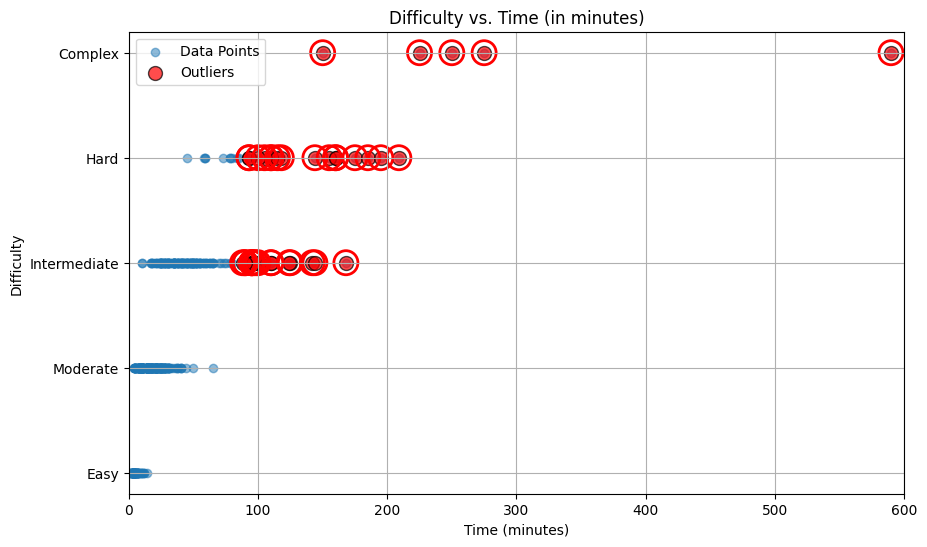 Difficulty vs. Time (in minutes)
Data Points
Outliers
Difficulty
Complex
Hard
Intermediate
Moderate
Easy
0 100 200 300 400 500 600
Time (minutes)